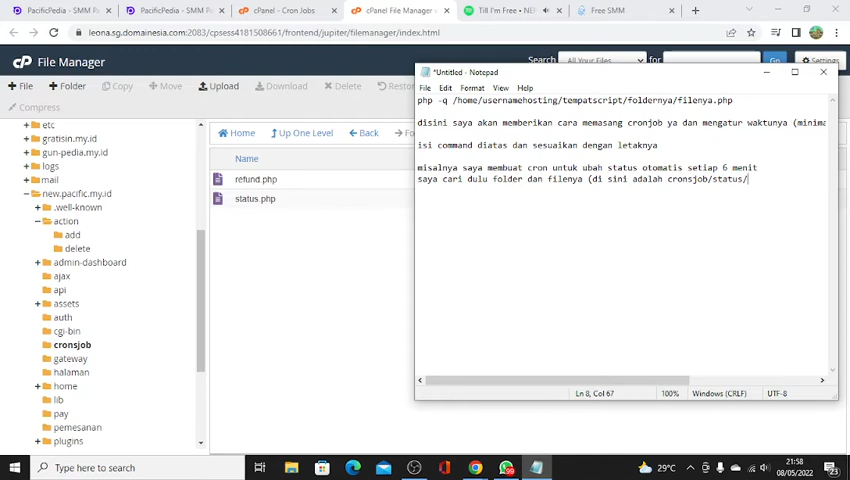 PacificPedia - SMM P
PacificPedia - SMM P
cPanel - Cron Jobs
cPanel File Manager
Till I'm Free • NE
Free SMM
leona.sg.domanesia.com:2083/cpsess4181508661/frontend/jupiter/filemanager/index.html
File Manager
Search
All Your Files
Go
Settings
File
Folder
Copy
Move
Upload
Download
Delete
Restore
Compress
*Untitled - Notepad
File Edit Format View Help
php -q /home/usernamehosting/tempatscript/foldernya/filenya.php
disini saya akan memberikan cara memasang cronjob ya dan mengatur waktunya (minima
isi command diatas dan sesuaikan dengan letaknya
misalnya saya membuat cron untuk ubah status otomatis setiap 6 menit
saya cari dulu folder dan filenya (di sini adalah cronsjob/status/
Ln 8, Col 67
100%
Windows (CRLF)
UTF-8
etc
gratisin.my.id
gun-pedia.my.id
logs
mail
new.pacific.my.id
.well-known
action
add
delete
admin-dashboard
ajax
api
assets
auth
cgi-bin
cronsjob
gateway
halaman
home
lib
pay
pemesanan
plugins
Home
Up One Level
Back
Fo
Name
refund.php
status.php
Type here to search
99
29°C
21:58
08/05/2022